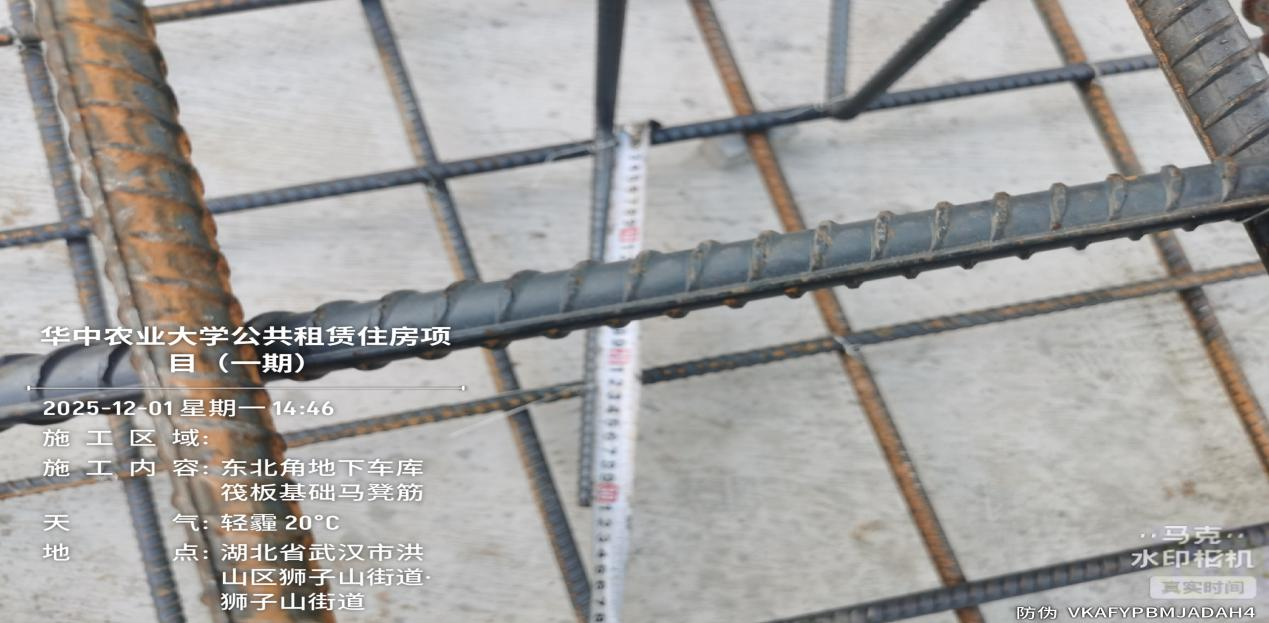 华中农业大学公共租赁住房项
目（一期）
2025-12-01 星期一 14:46
施工区域：
施工内容：东北角地下车库
筏板基础马凳筋
天气：轻霾 20°C
地点：湖北省武汉市洪
山区狮子山街道·
狮子山街道
马克
水印相机
真实时间
防伪 VKAFYPBMJADAH4